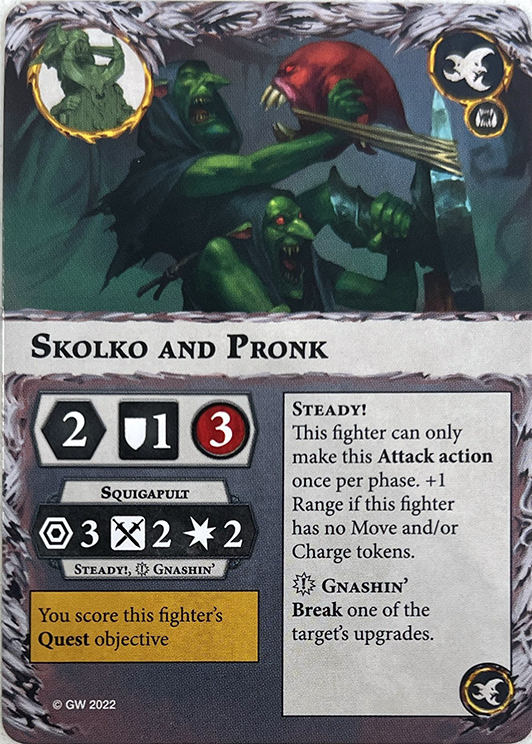 SKOLKO AND PRONK
2 1 3
SQUIGAPULT
3 2 2
STEADY!, GNASHIN'
You score this fighter's
Quest objective
STEADY!
This fighter can only
make this Attack action
once per phase. +1
Range if this fighter
has no Move and/or
Charge tokens.
GNASHIN'
Break one of the
target's upgrades.
© GW 2022